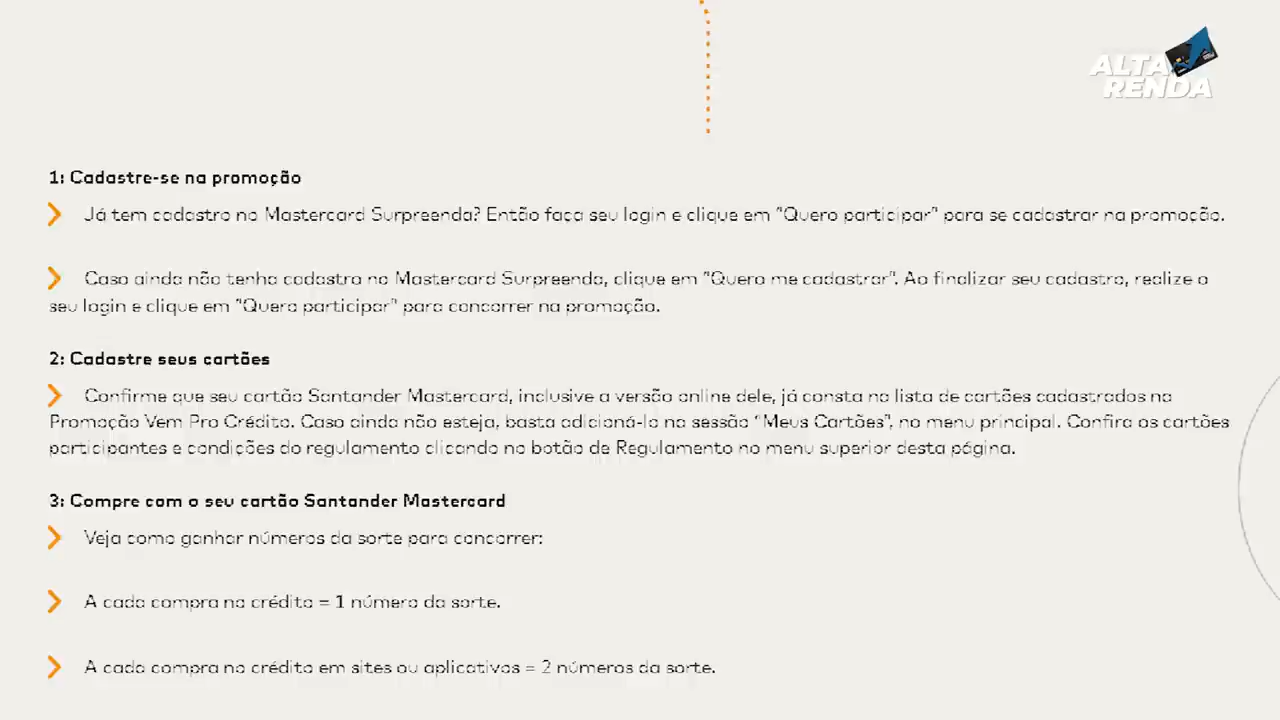 ALTA
RENDA
1: Cadastre-se na promoção
Já tem cadastro no Mastercard Surpreenda? Então faça seu login e clique em "Quero participar" para se cadastrar na promoção.
Caso ainda não tenha cadastro no Mastercard Surpreenda, clique em "Quero me cadastrar". Ao finalizar seu cadastro, realize o
seu login e clique em "Quero participar" para concorrer na promoção.
2: Cadastre seus cartões
Confirme que seu cartão Santander Mastercard, inclusive a versão online dele, já consta na lista de cartões cadastrados na
Promoção Vem Pro Crédito. Caso ainda não esteja, basta adicioná-lo na sessão "Meus Cartões", no menu principal. Confira os cartões
participantes e condições do regulamento clicando no botão de Regulamento no menu superior desta página.
3: Compre com o seu cartão Santander Mastercard
Veja como ganhar números da sorte para concorrer:
A cada compra no crédito = 1 número da sorte.
A cada compra no crédito em sites ou aplicativos = 2 números da sorte.